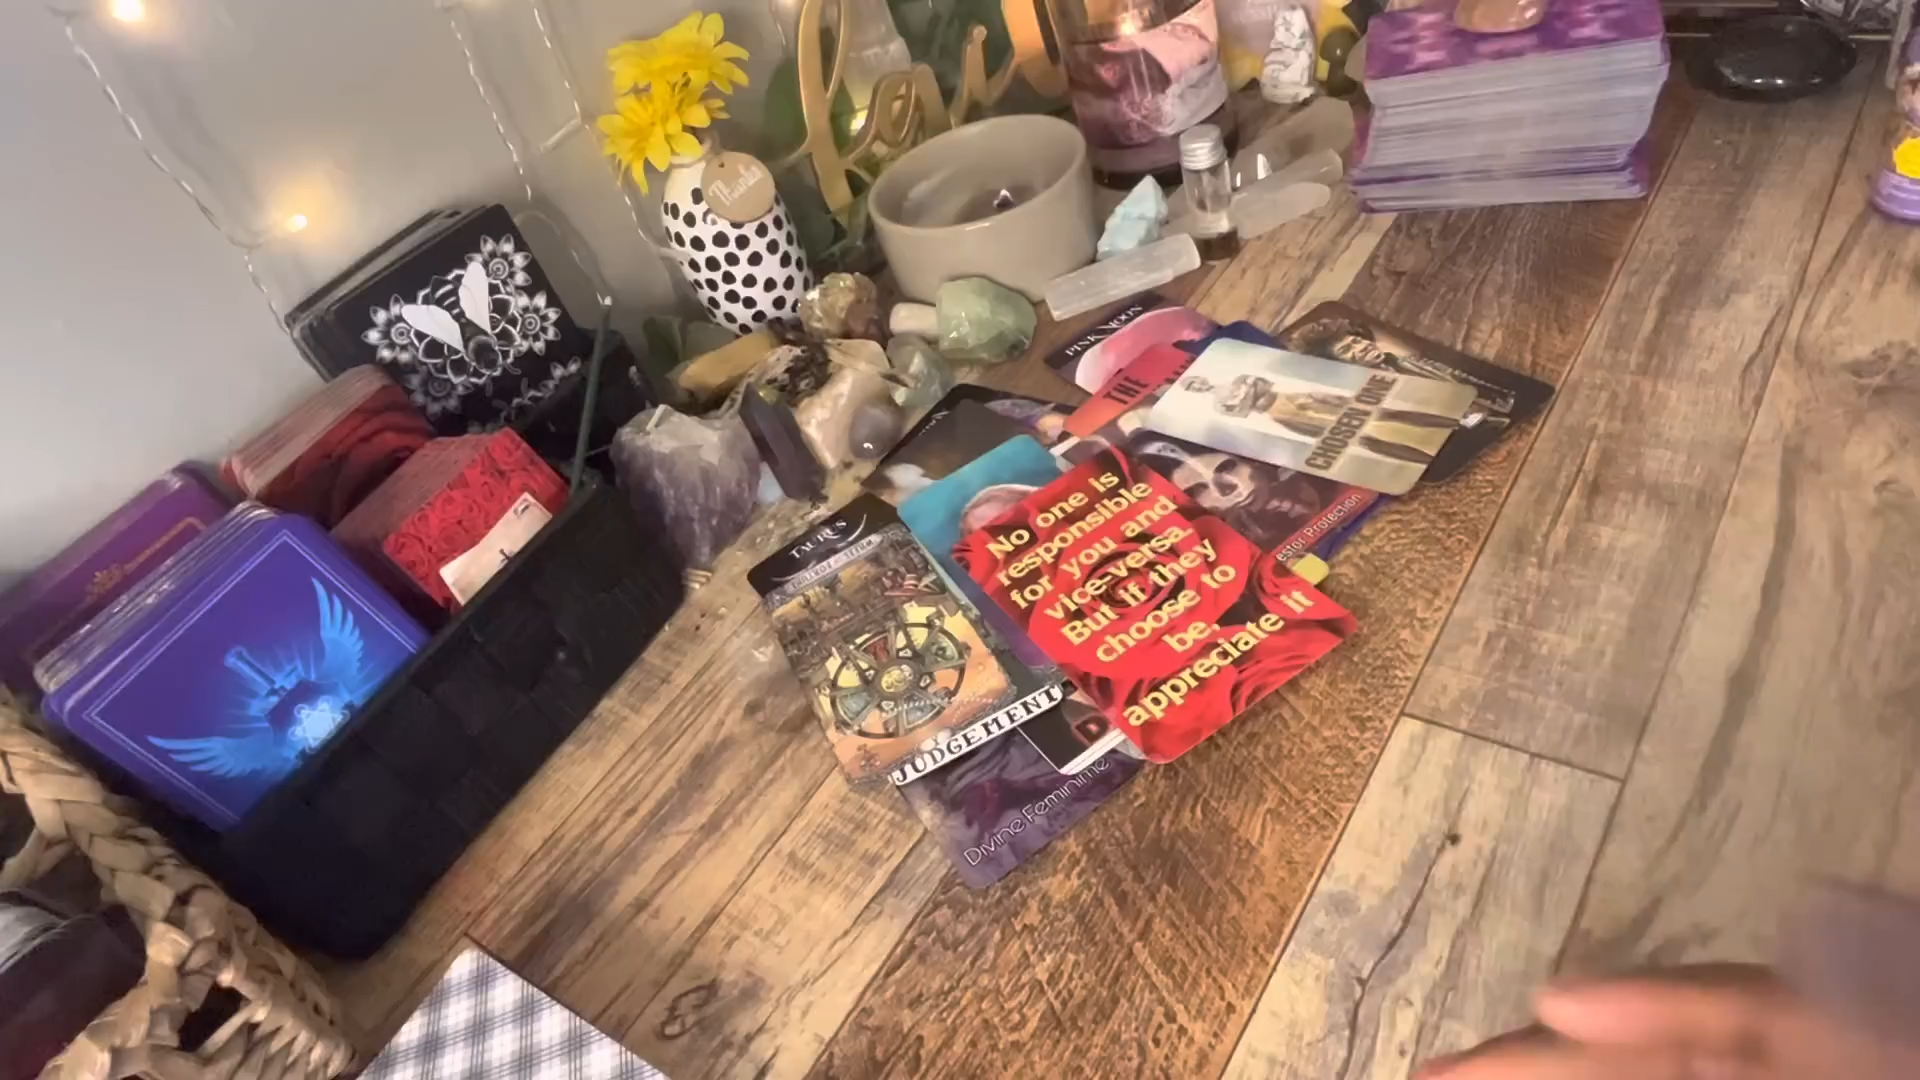 PINK MOON
THE
CHOSEN ONE
No one is
responsible
for you and
vice-versa
But if they
choose to
be,
appreciate it
estor Protection
TAURUS
JUDGEMENT
D
Divine Feminine